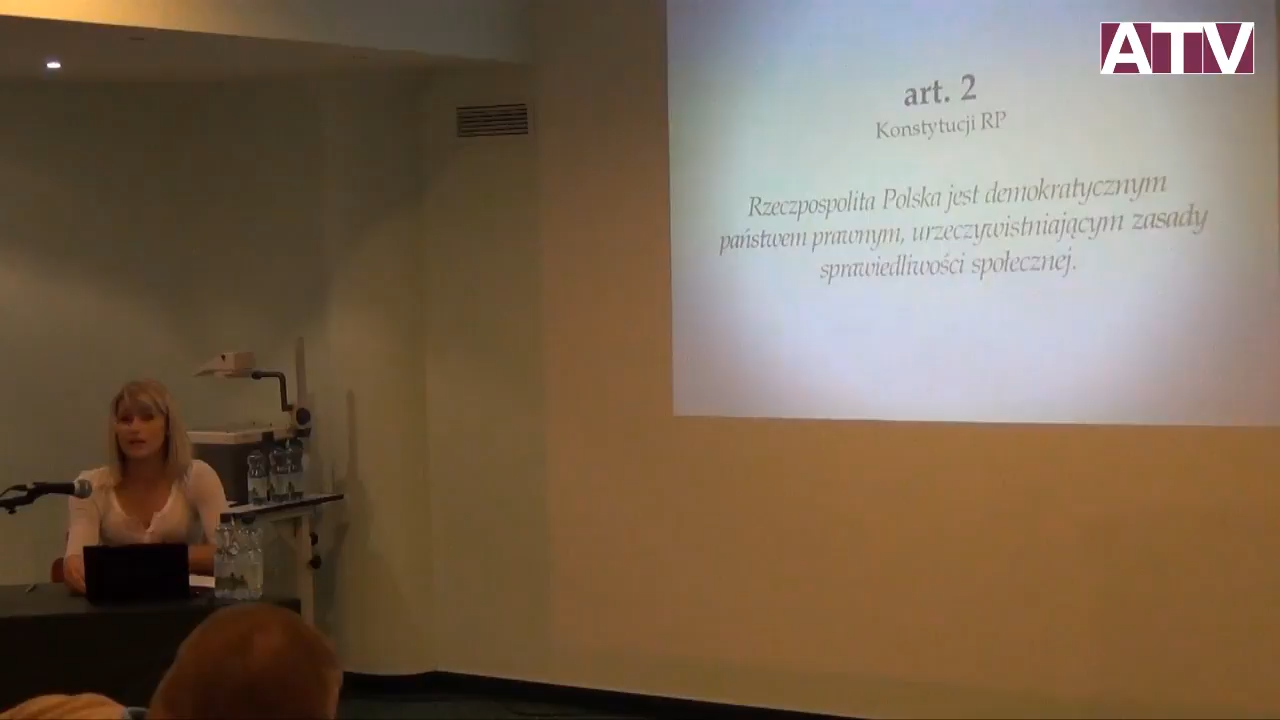 ATV
art. 2
Konstytucji RP
Rzeczpospolita Polska jest demokratycznym
państwem prawnym, urzeczywistniającym zasady
sprawiedliwości społecznej.